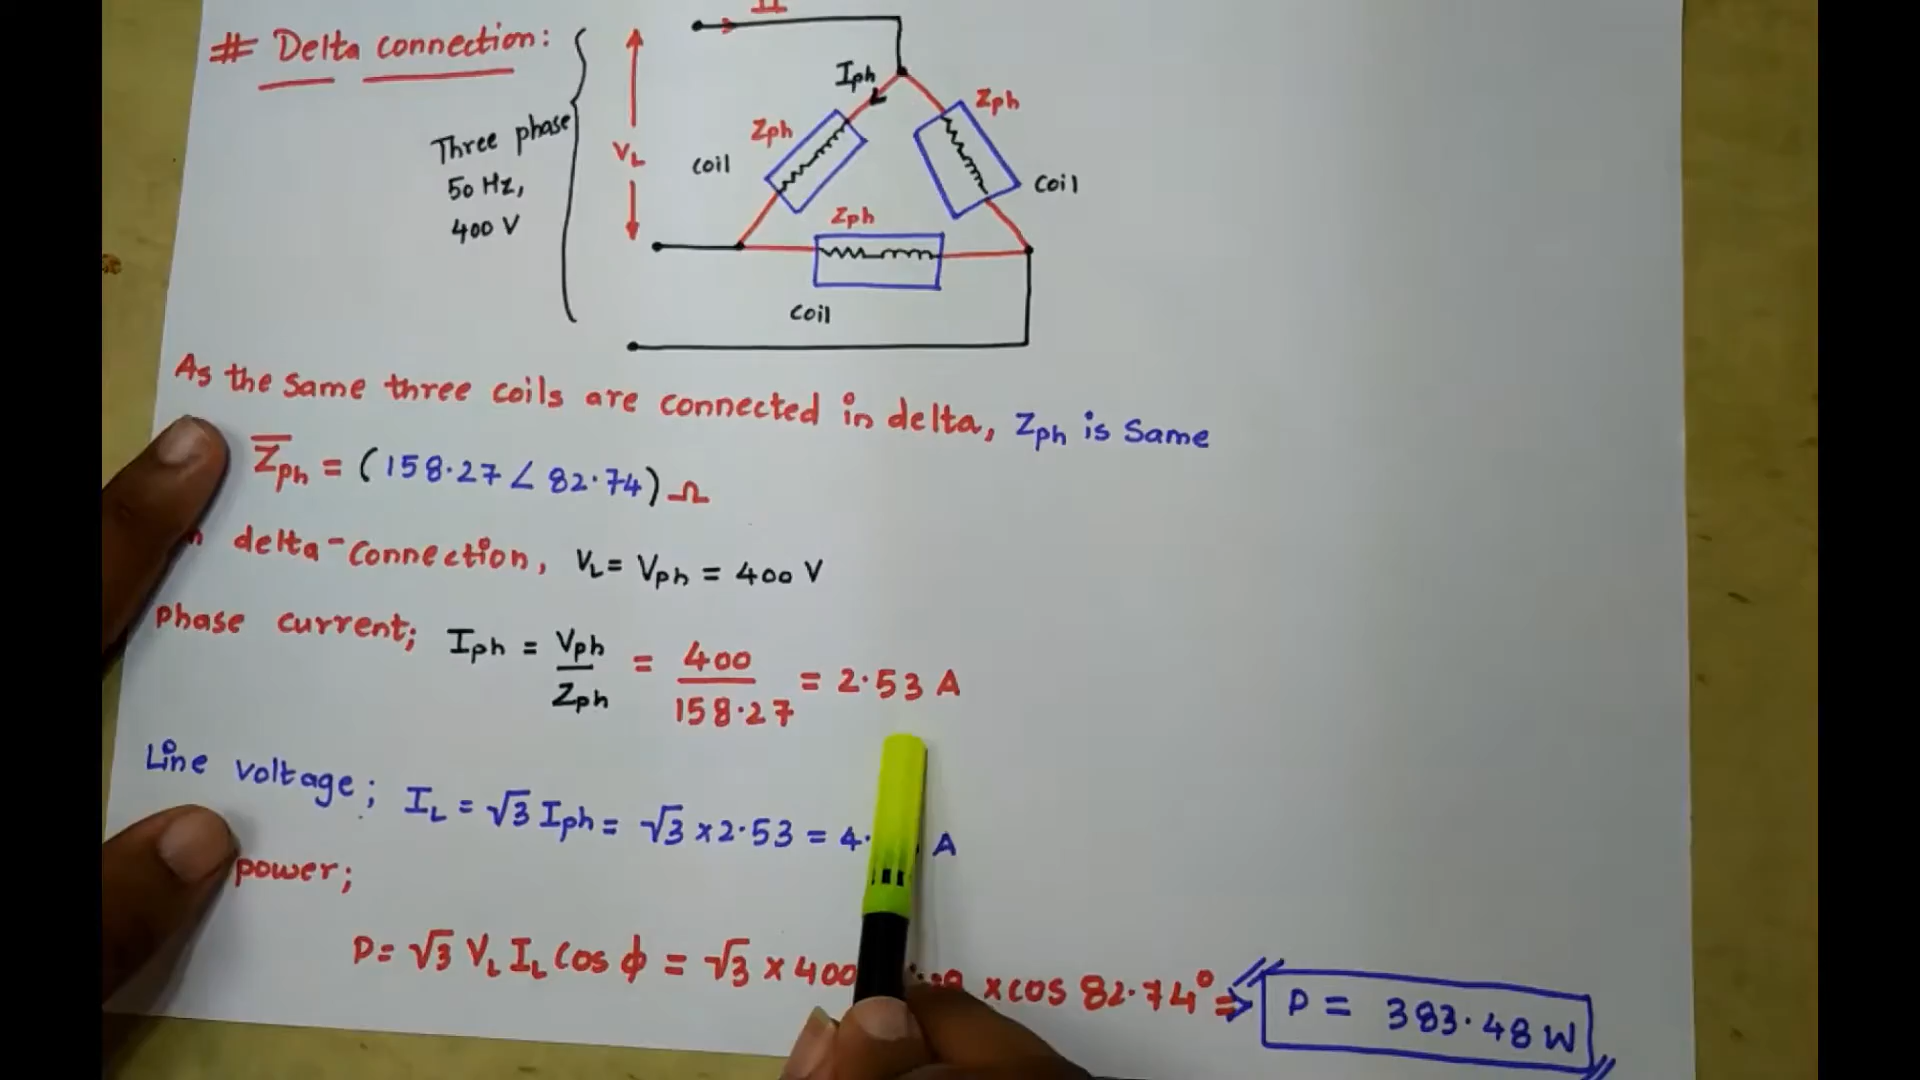 # Delta connection:
Three phase
50 Hz,
400 V
VL
Iph
Zph
Zph
coil
coil
Zph
coil
As the same three coils are connected in delta, Zph is same
Z̅ph = (158.27∠82.74)Ω
delta-connection, VL = Vph = 400 V
phase current; Iph = Vph/Zph = 400/158.27 = 2.53 A
Line voltage; IL = √3 Iph = √3 × 2.53 = 4. A
power;
P = √3 VL IL cos ϕ = √3 × 400 × cos 82.74° ⇒ P = 383.48 W